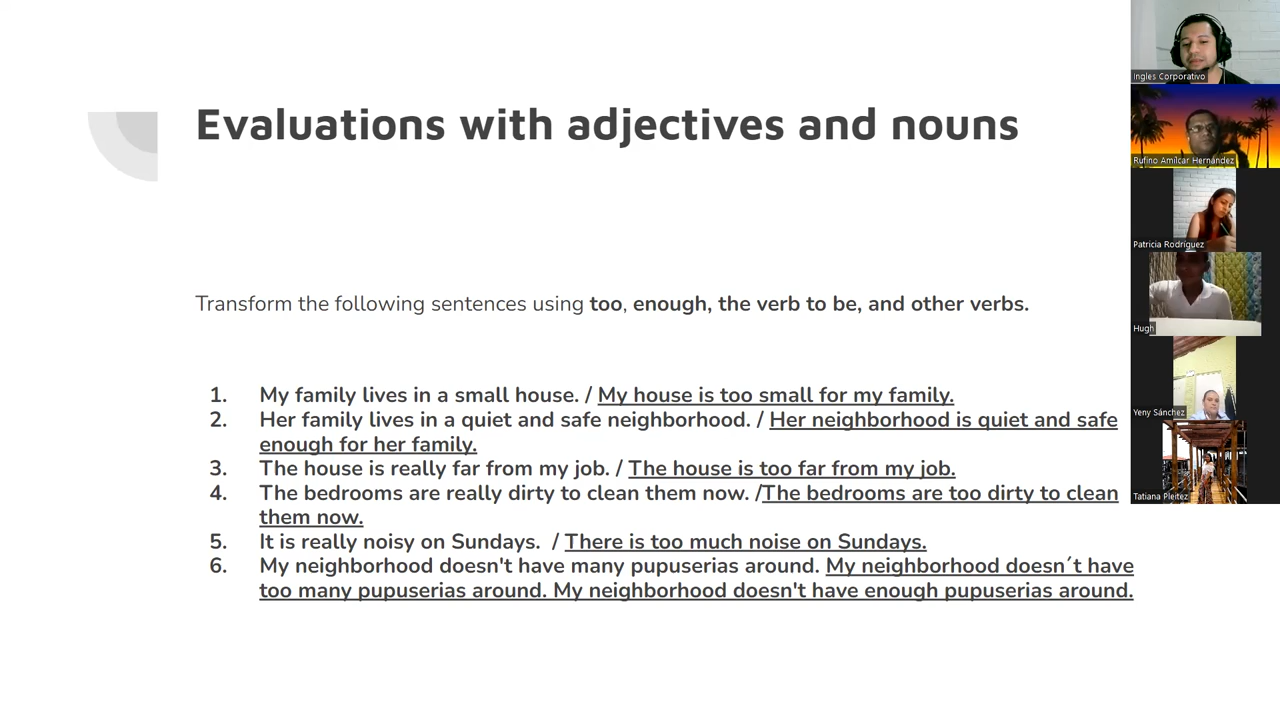 Evaluations with adjectives and nouns
Transform the following sentences using too, enough, the verb to be, and other verbs.
1. My family lives in a small house. / My house is too small for my family.
2. Her family lives in a quiet and safe neighborhood. / Her neighborhood is quiet and safe
enough for her family.
3. The house is really far from my job. / The house is too far from my job.
4. The bedrooms are really dirty to clean them now. /The bedrooms are too dirty to clean
them now.
5. It is really noisy on Sundays.  / There is too much noise on Sundays.
6. My neighborhood doesn't have many pupuserias around. My neighborhood doesn´t have
too many pupuserias around. My neighborhood doesn't have enough pupuserias around.
Ingles Corporativo
Rufino Amílcar Hernández
Patricia Rodríguez
Hugh
Yeny Sánchez
Tatiana Pleitez